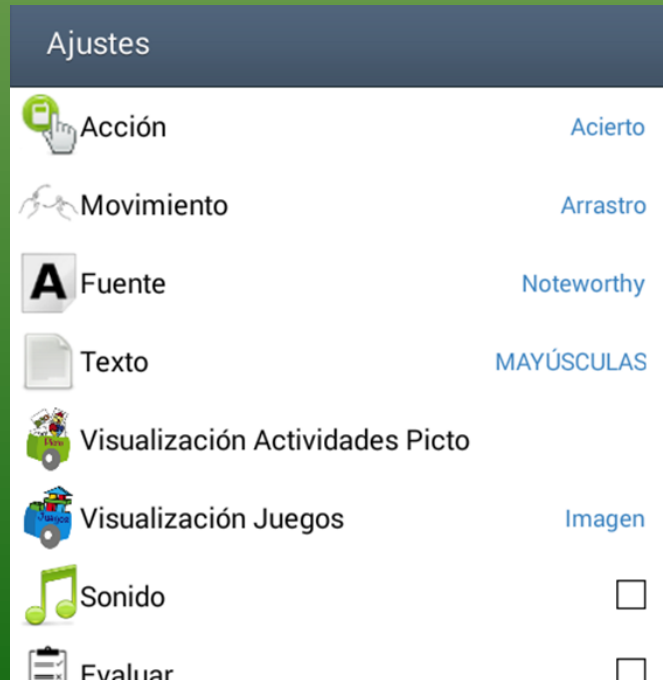 Ajustes
Acción Acierto
Movimiento Arrastro
A Fuente Noteworthy
Texto MAYÚSCULAS
Visualización Actividades Picto
Visualización Juegos Imagen
Sonido
Evaluar